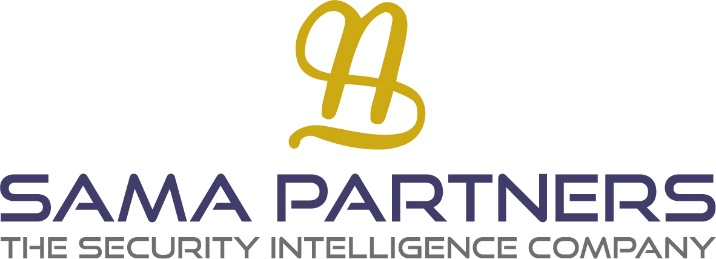 SAMA PARTNERS
THE SECURITY INTELLIGENCE COMPANY